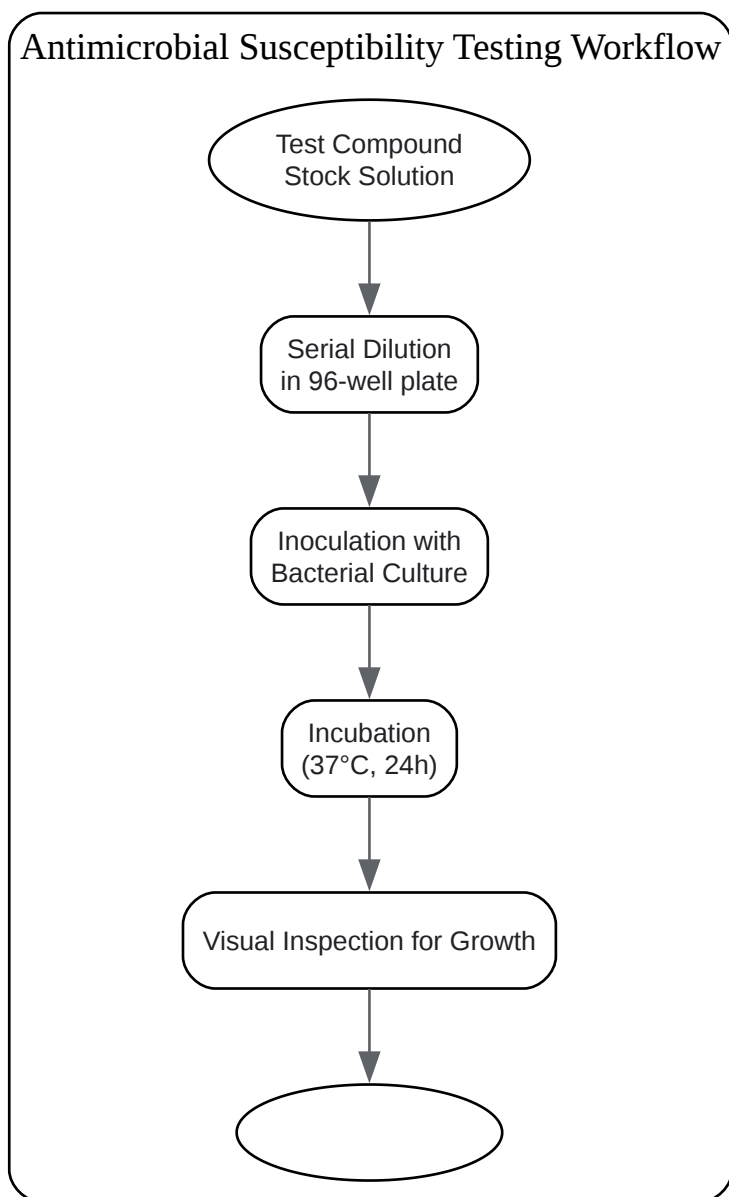 Antimicrobial Susceptibility Testing Workflow
Test Compound
Stock Solution
Serial Dilution
in 96-well plate
Inoculation with
Bacterial Culture
Incubation
(37°C, 24h)
Visual Inspection for Growth